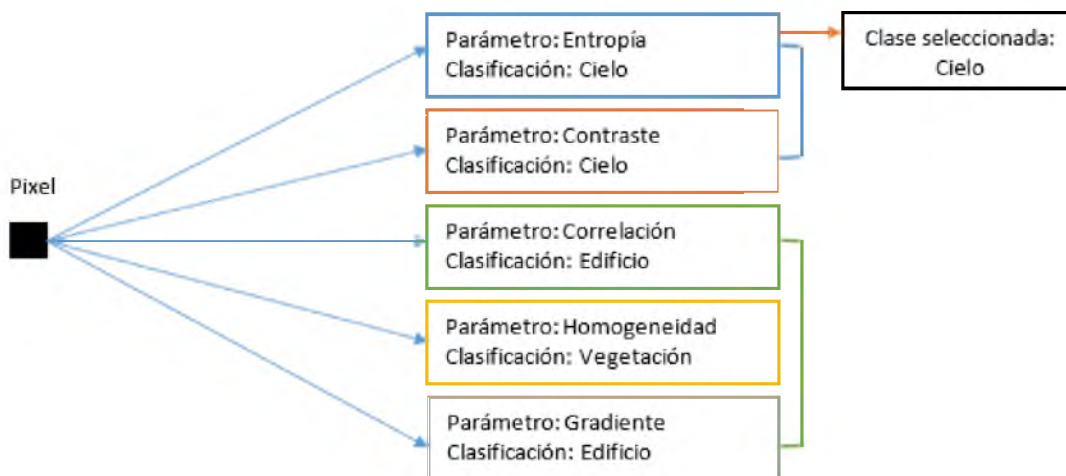 Parámetro: Entropía
Clasificación: Cielo
Clase seleccionada:
Cielo
Parámetro: Contraste
Clasificación: Cielo
Pixel
Parámetro: Correlación
Clasificación: Edificio
Parámetro: Homogeneidad
Clasificación: Vegetación
Parámetro: Gradiente
Clasificación: Edificio